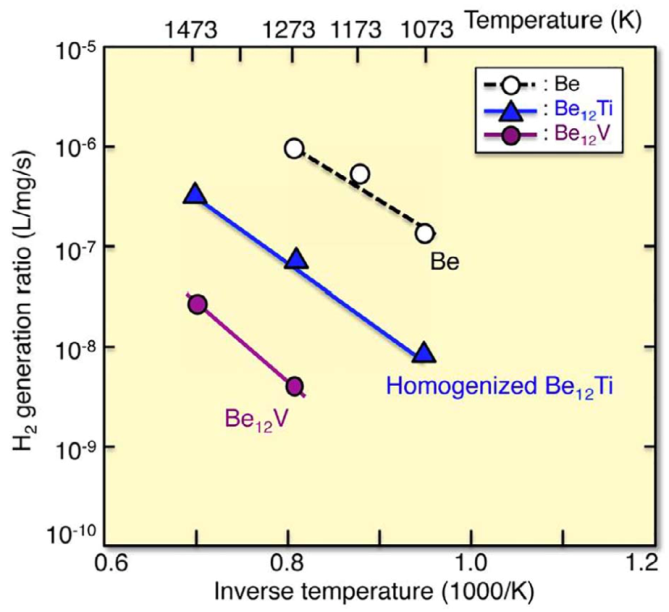 1473 1273 1173 1073 Temperature (K)
10-5
10-6
10-7
10-8
10-9
10-10
H2 generation ratio (L/mg/s)
: Be
: Be12Ti
: Be12V
Be
Homogenized Be12Ti
Be12V
0.6 0.8 1.0 1.2
Inverse temperature (1000/K)